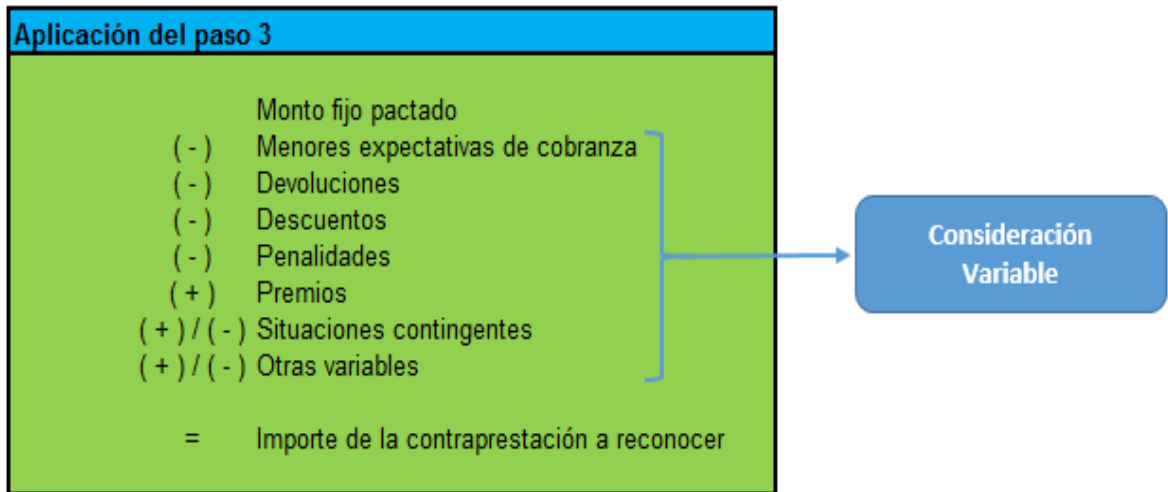 Aplicación del paso 3
Monto fijo pactado
( - ) Menores expectativas de cobranza
( - ) Devoluciones
( - ) Descuentos
( - ) Penalidades
( + ) Premios
( + ) / ( - ) Situaciones contingentes
( + ) / ( - ) Otras variables
= Importe de la contraprestación a reconocer
Consideración
Variable